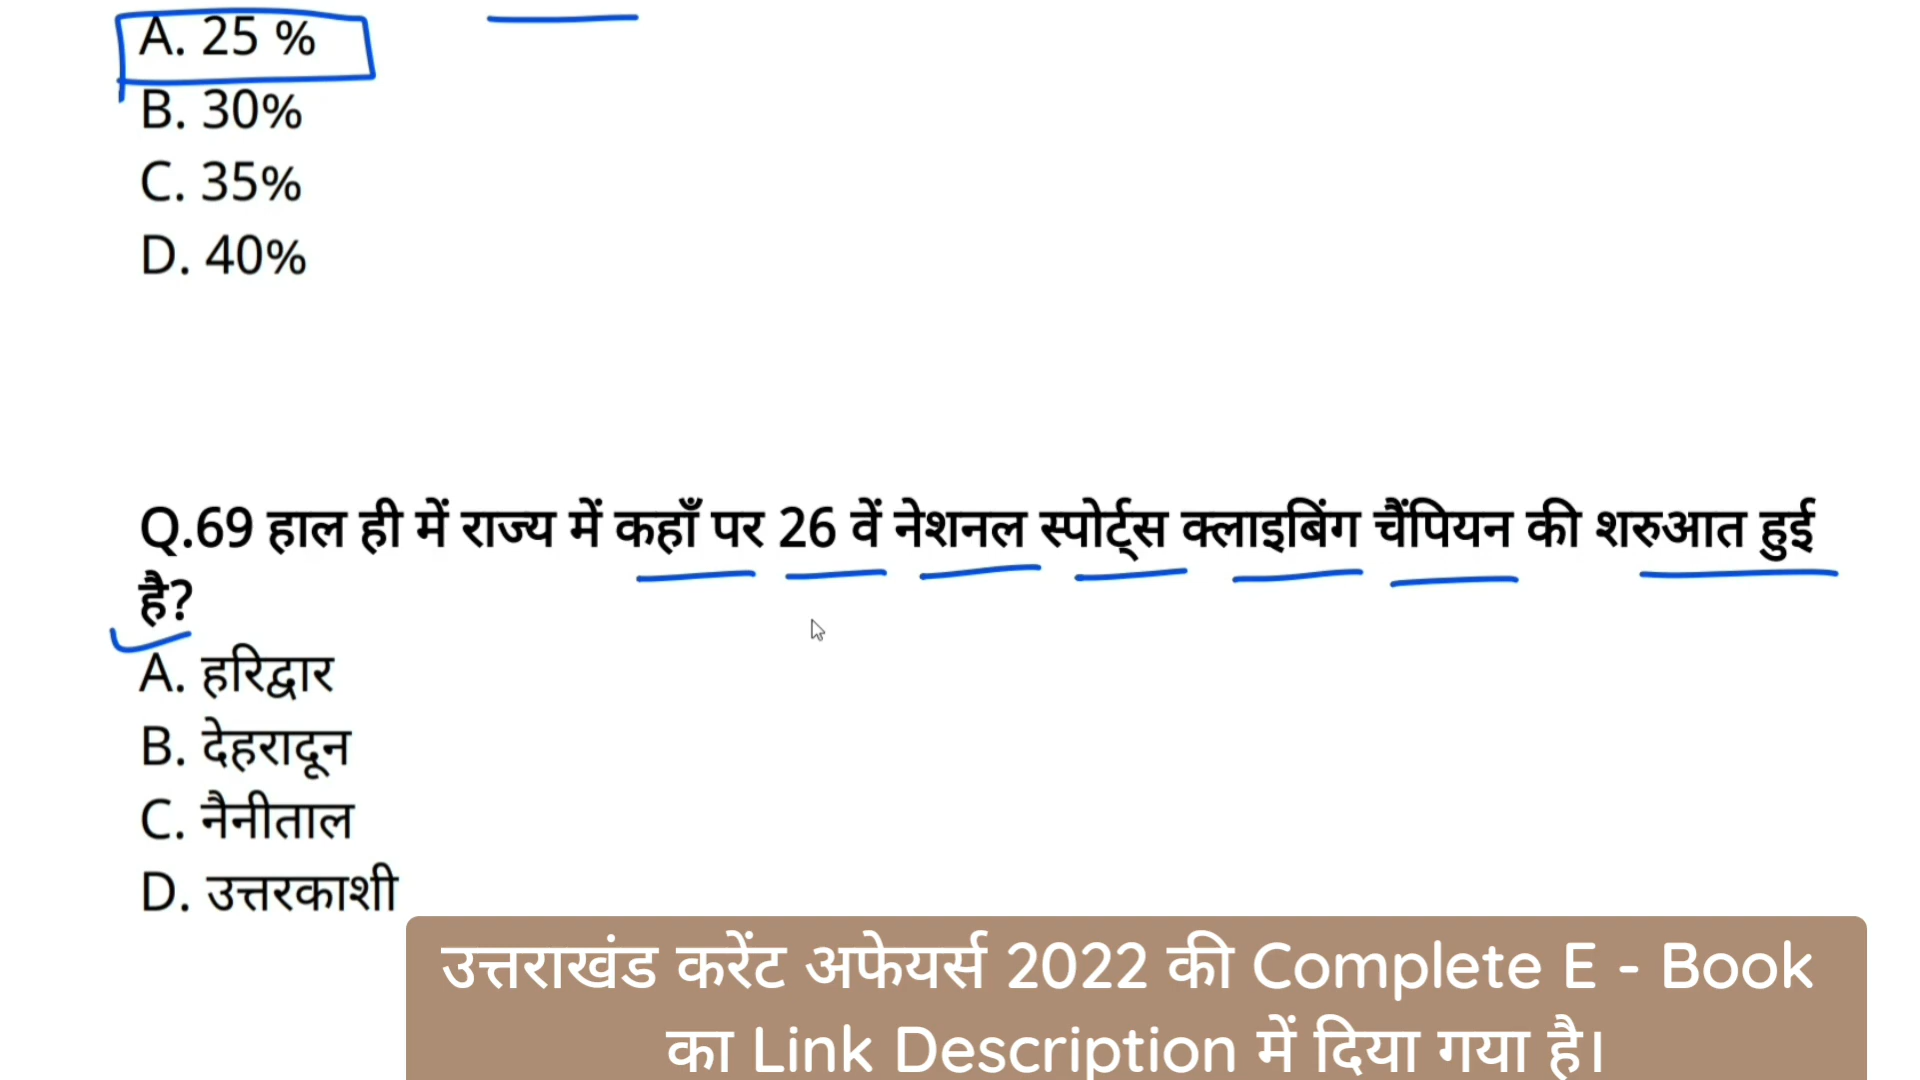 A. 25 %
B. 30%
C. 35%
D. 40%
Q.69 हाल ही में राज्य में कहाँ पर 26 वें नेशनल स्पोर्ट्स क्लाइबिंग चैंपियन की शरुआत हुई
है?
A. हरिद्वार
B. देहरादून
C. नैनीताल
D. उत्तरकाशी
उत्तराखंड करेंट अफेयर्स 2022 की Complete E - Book
का Link Description में दिया गया है।